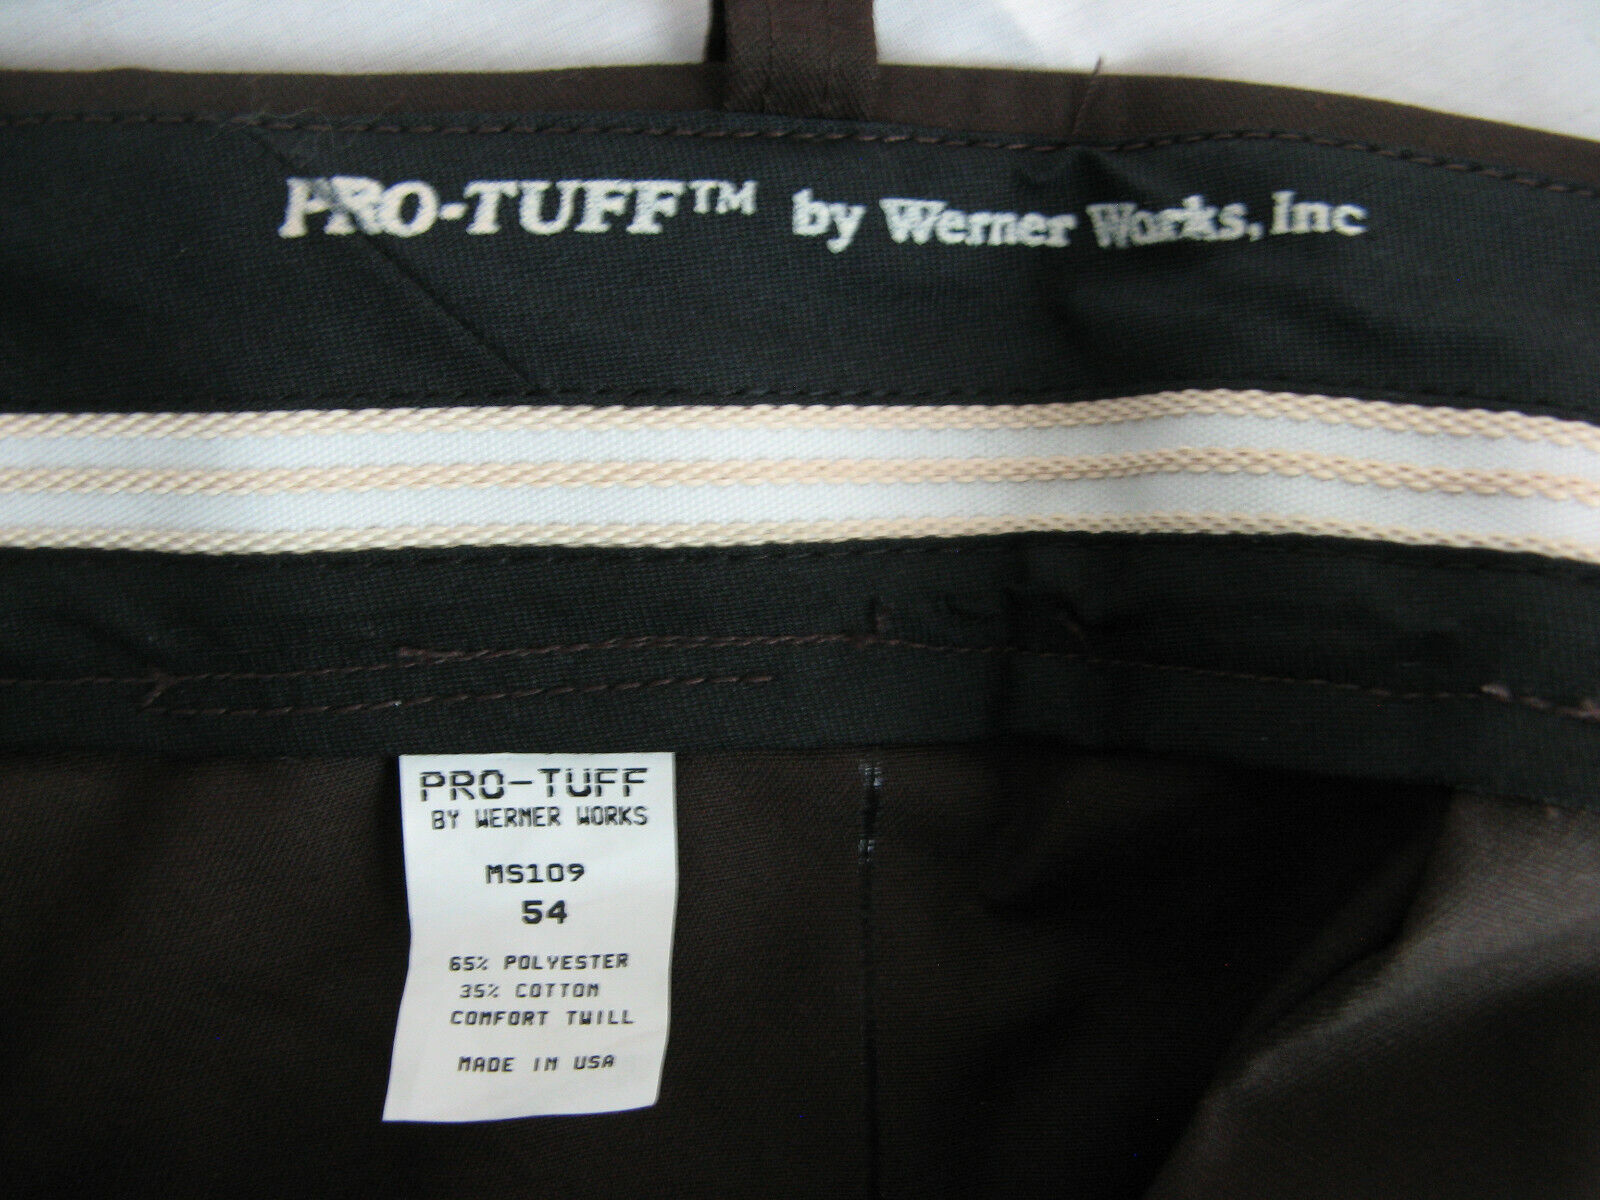 PRO-TUFF™ by Werner Works, Inc
PRO-TUFF
BY WERNER WORKS
MS109
54
65% POLYESTER
35% COTTON
COMFORT TWILL
MADE IN USA